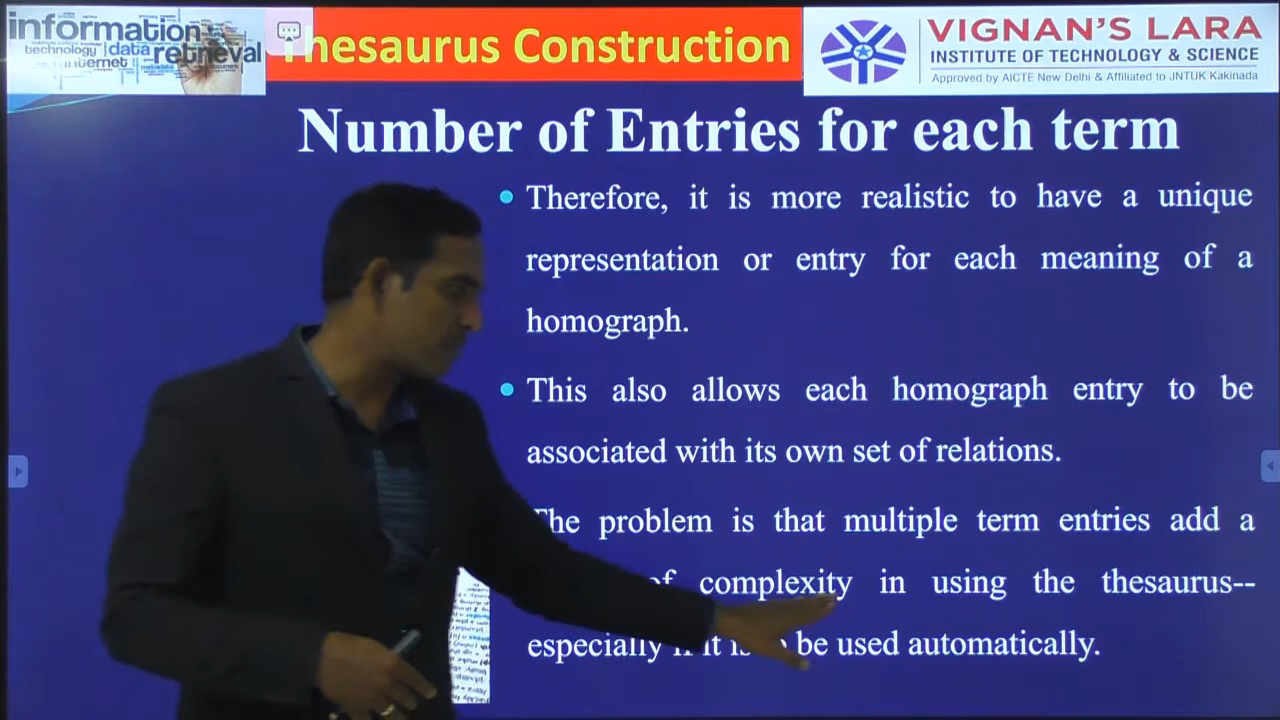 information
technology data retrieval
internet
Thesaurus Construction
VIGNAN'S LARA
INSTITUTE OF TECHNOLOGY & SCIENCE
Approved by AICTE New Delhi & Affiliated to JNTUK Kakinada
Number of Entries for each term
Therefore, it is more realistic to have a unique
representation or entry for each meaning of a
homograph.
This also allows each homograph entry to be
associated with its own set of relations.
The problem is that multiple term entries add a
of complexity in using the thesaurus--
especially if it is be used automatically.